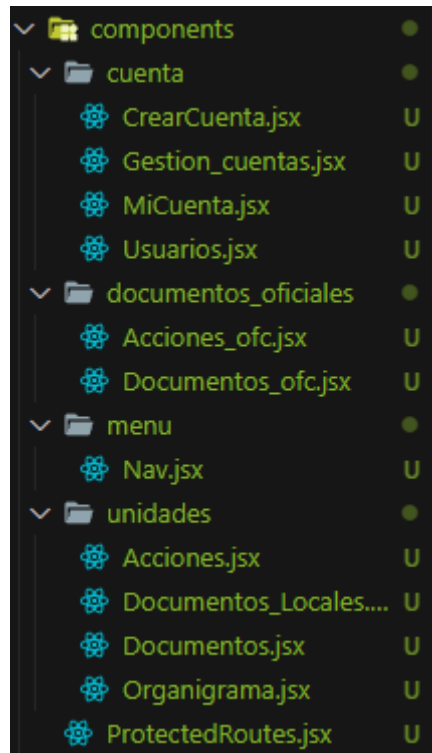 components
cuenta
CrearCuenta.jsx U
Gestion_cuentas.jsx U
MiCuenta.jsx U
Usuarios.jsx U
documentos_oficiales
Acciones_ofc.jsx U
Documentos_ofc.jsx U
menu
Nav.jsx U
unidades
Acciones.jsx U
Documentos_Locales.... U
Documentos.jsx U
Organigrama.jsx U
ProtectedRoutes.jsx U